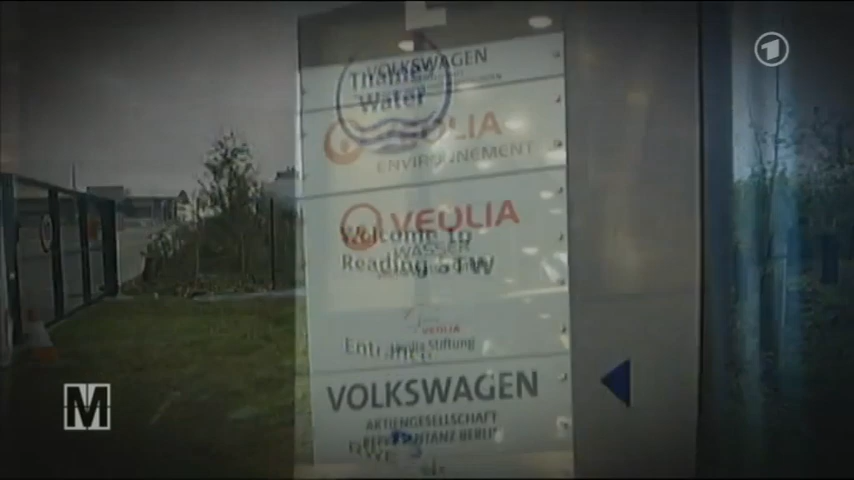 1
VOLKSWAGEN
Thames
Water
VEOLIA
ENVIRONNEMENT
VEOLIA
WASSER
Welcome to
Reading STW
VEOLIA
Veolia Stiftung
Entrance
VOLKSWAGEN
AKTIENGESELLSCHAFT
REPRÄSENTANZ BERLIN
M